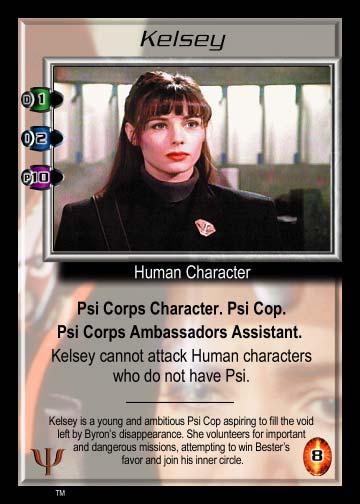 Kelsey
D 1
I 2
P 10
Human Character
Psi Corps Character. Psi Cop.
Psi Corps Ambassadors Assistant.
Kelsey cannot attack Human characters
who do not have Psi.
Kelsey is a young and ambitious Psi Cop aspiring to fill the void
left by Byron's disappearance. She volunteers for important
and dangerous missions, attempting to win Bester's
favor and join his inner circle.
Ψ
8
TM